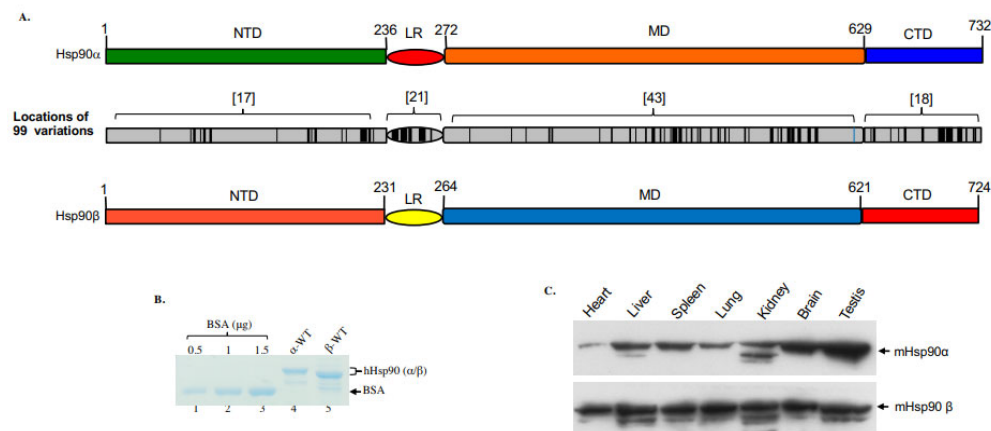 A.
1 NTD 236 LR 272 MD 629 CTD 732
Hsp90α
[17] [21] [43] [18]
Locations of
99 variations
1 NTD 231 LR 264 MD 621 CTD 724
Hsp90β
B.
BSA (μg)
0.5 1 1.5 α-WT β-WT
hHsp90 (α/β)
BSA
1 2 3 4 5
C.
Heart Liver Spleen Lung Kidney Brain Testis
mHsp90α
mHsp90 β